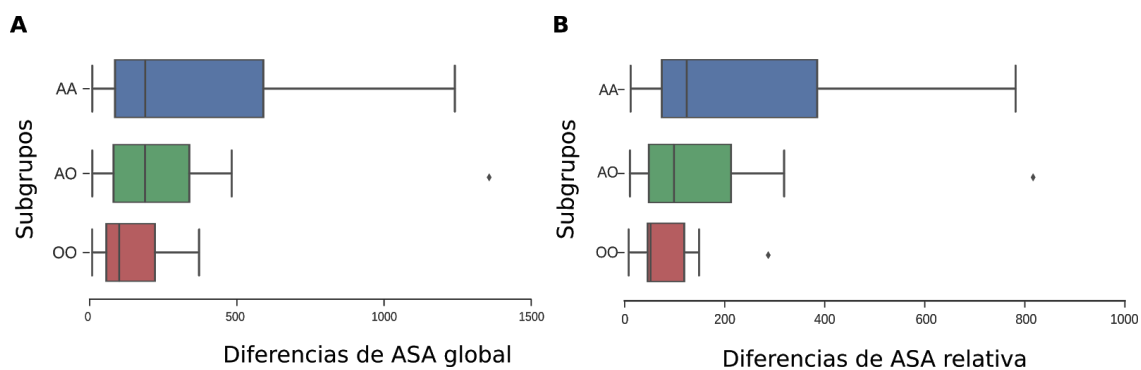 A
Subgrupos
AA
AO
OO
0 500 1000 1500
Diferencias de ASA global
B
Subgrupos
AA
AO
OO
0 200 400 600 800 1000
Diferencias de ASA relativa